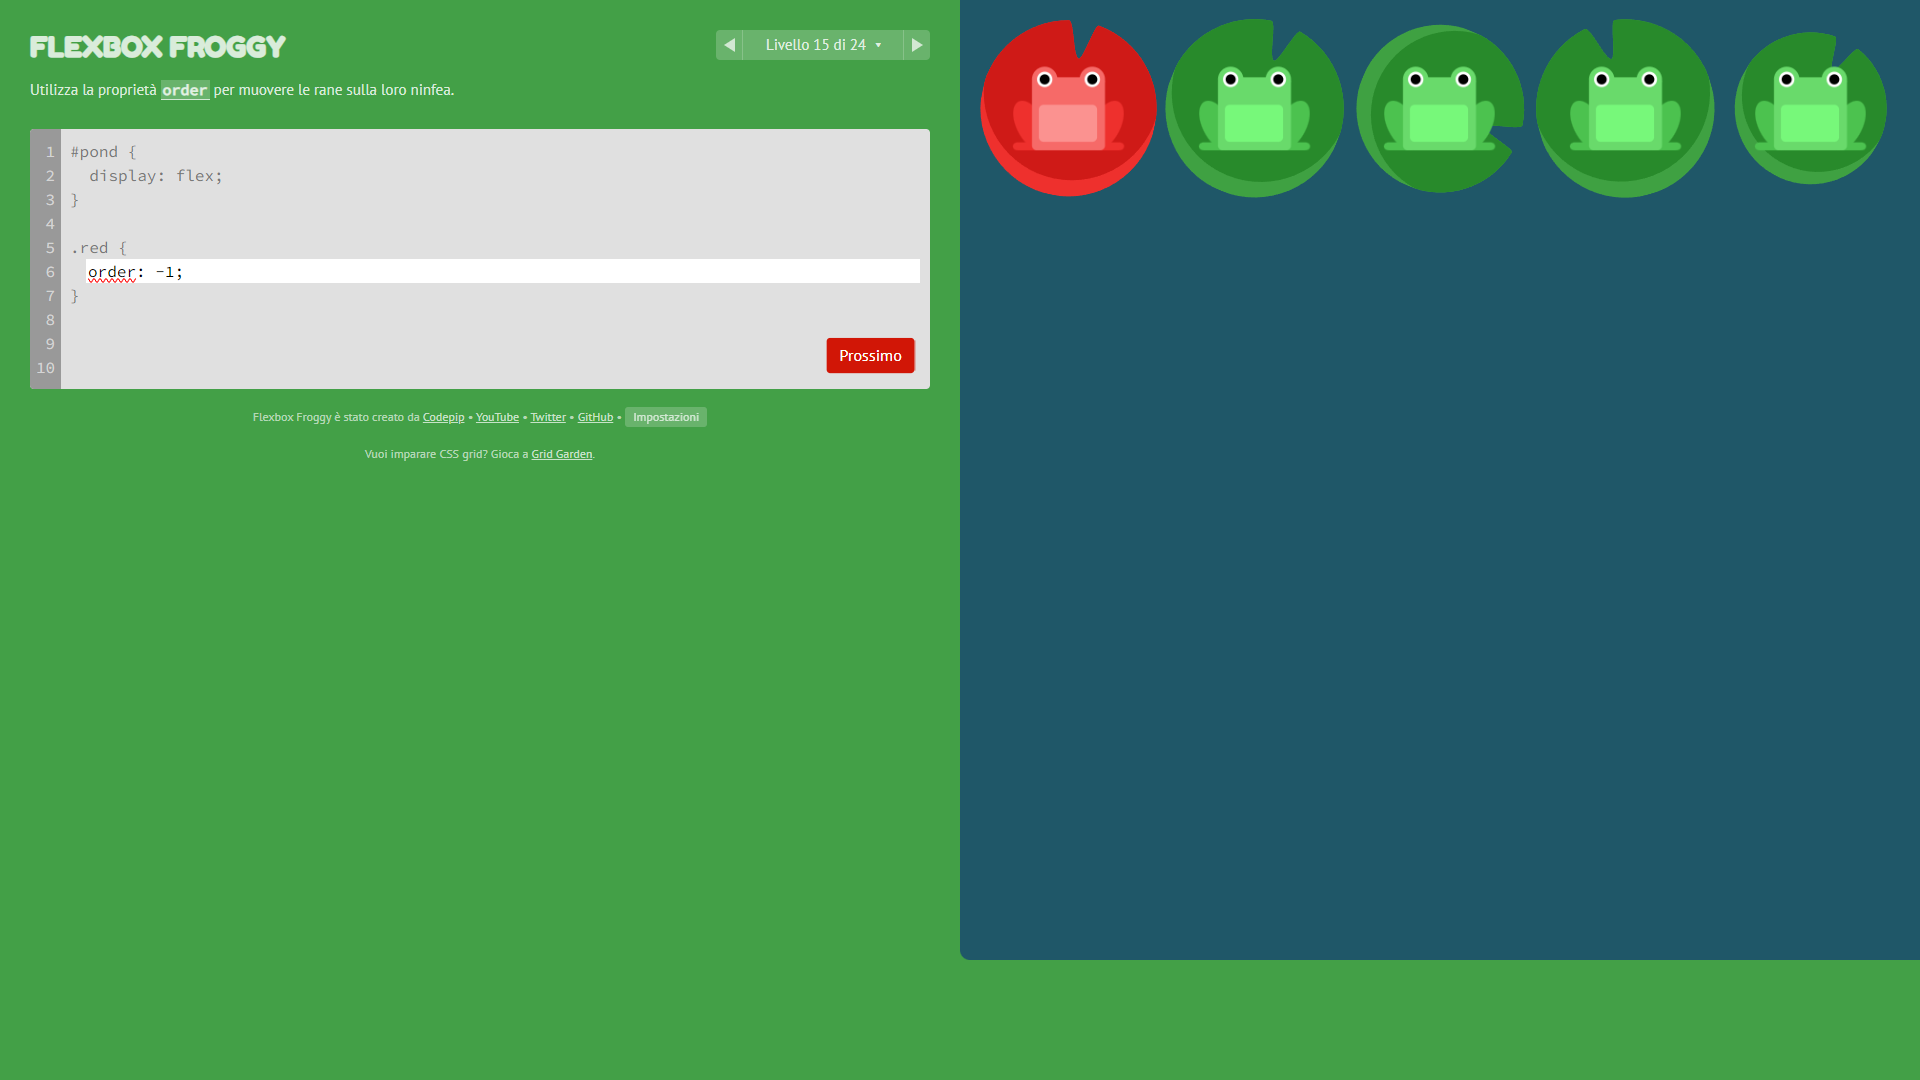 FLEXBOX FROGGY
Livello 15 di 24
Utilizza la proprietà order per muovere le rane sulla loro ninfea.
1 #pond {
2 display: flex;
3 }
4
5 .red {
6 order: -1;
7 }
8
9
10
Prossimo
Flexbox Froggy è stato creato da Codepip • YouTube • Twitter • GitHub • Impostazioni
Vuoi imparare CSS grid? Gioca a Grid Garden.